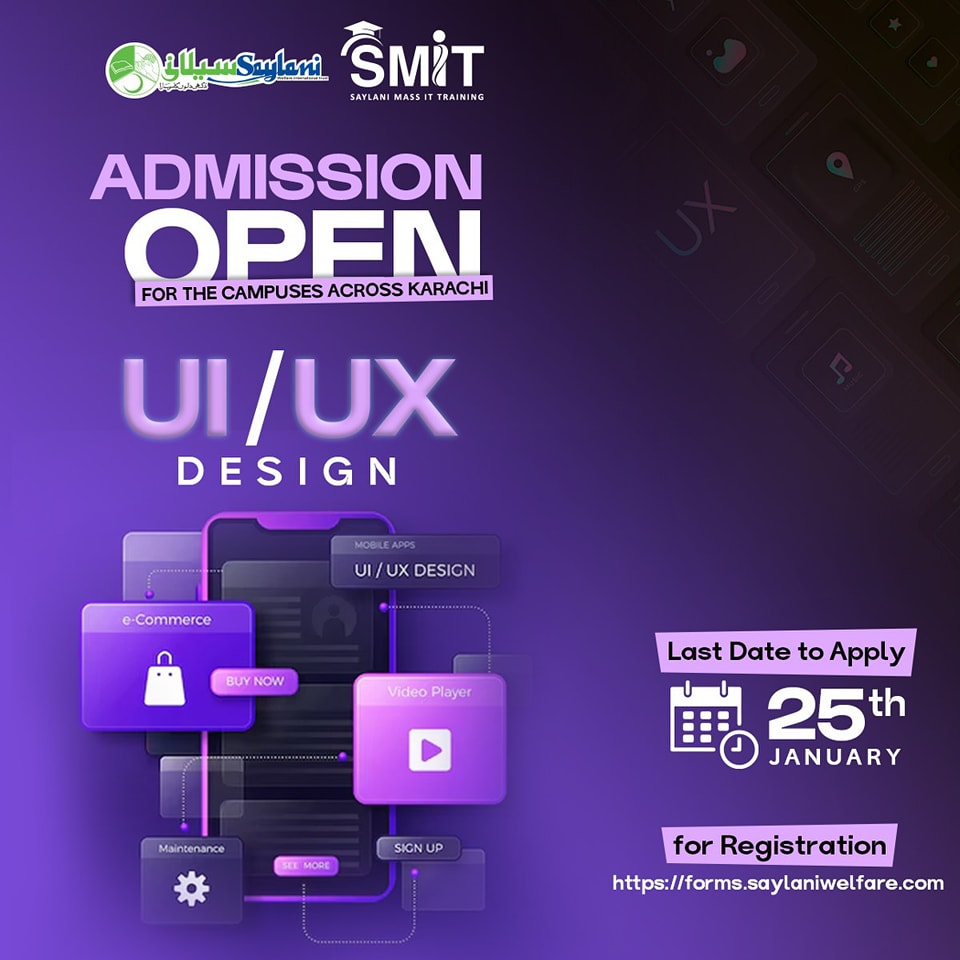 سیلانی Saylani
SMIT
SAYLANI MASS IT TRAINING
ADMISSION
OPEN
FOR THE CAMPUSES ACROSS KARACHI
UI / UX
DESIGN
UX
MOBILE APPS
UI / UX DESIGN
e-Commerce
BUY NOW
Video Player
Maintenance
SEE MORE
SIGN UP
Last Date to Apply
25th
JANUARY
for Registration
https://forms.saylaniwelfare.com